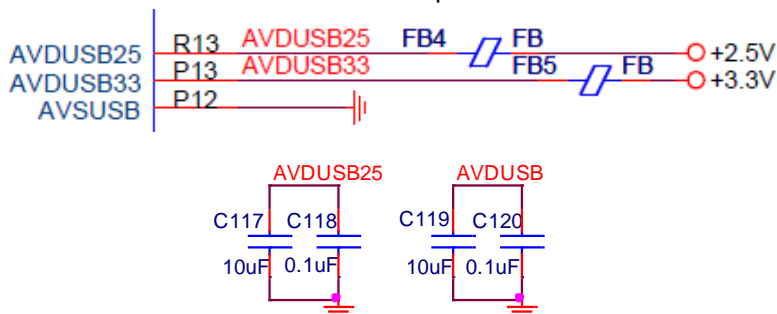 AVDUSB25 R13 AVDUSB25 FB4 FB +2.5V
AVDUSB33 P13 AVDUSB33 FB5 FB +3.3V
AVSUSB P12
AVDUSB25 AVDUSB
C117 C118 C119 C120
10uF 0.1uF 10uF 0.1uF